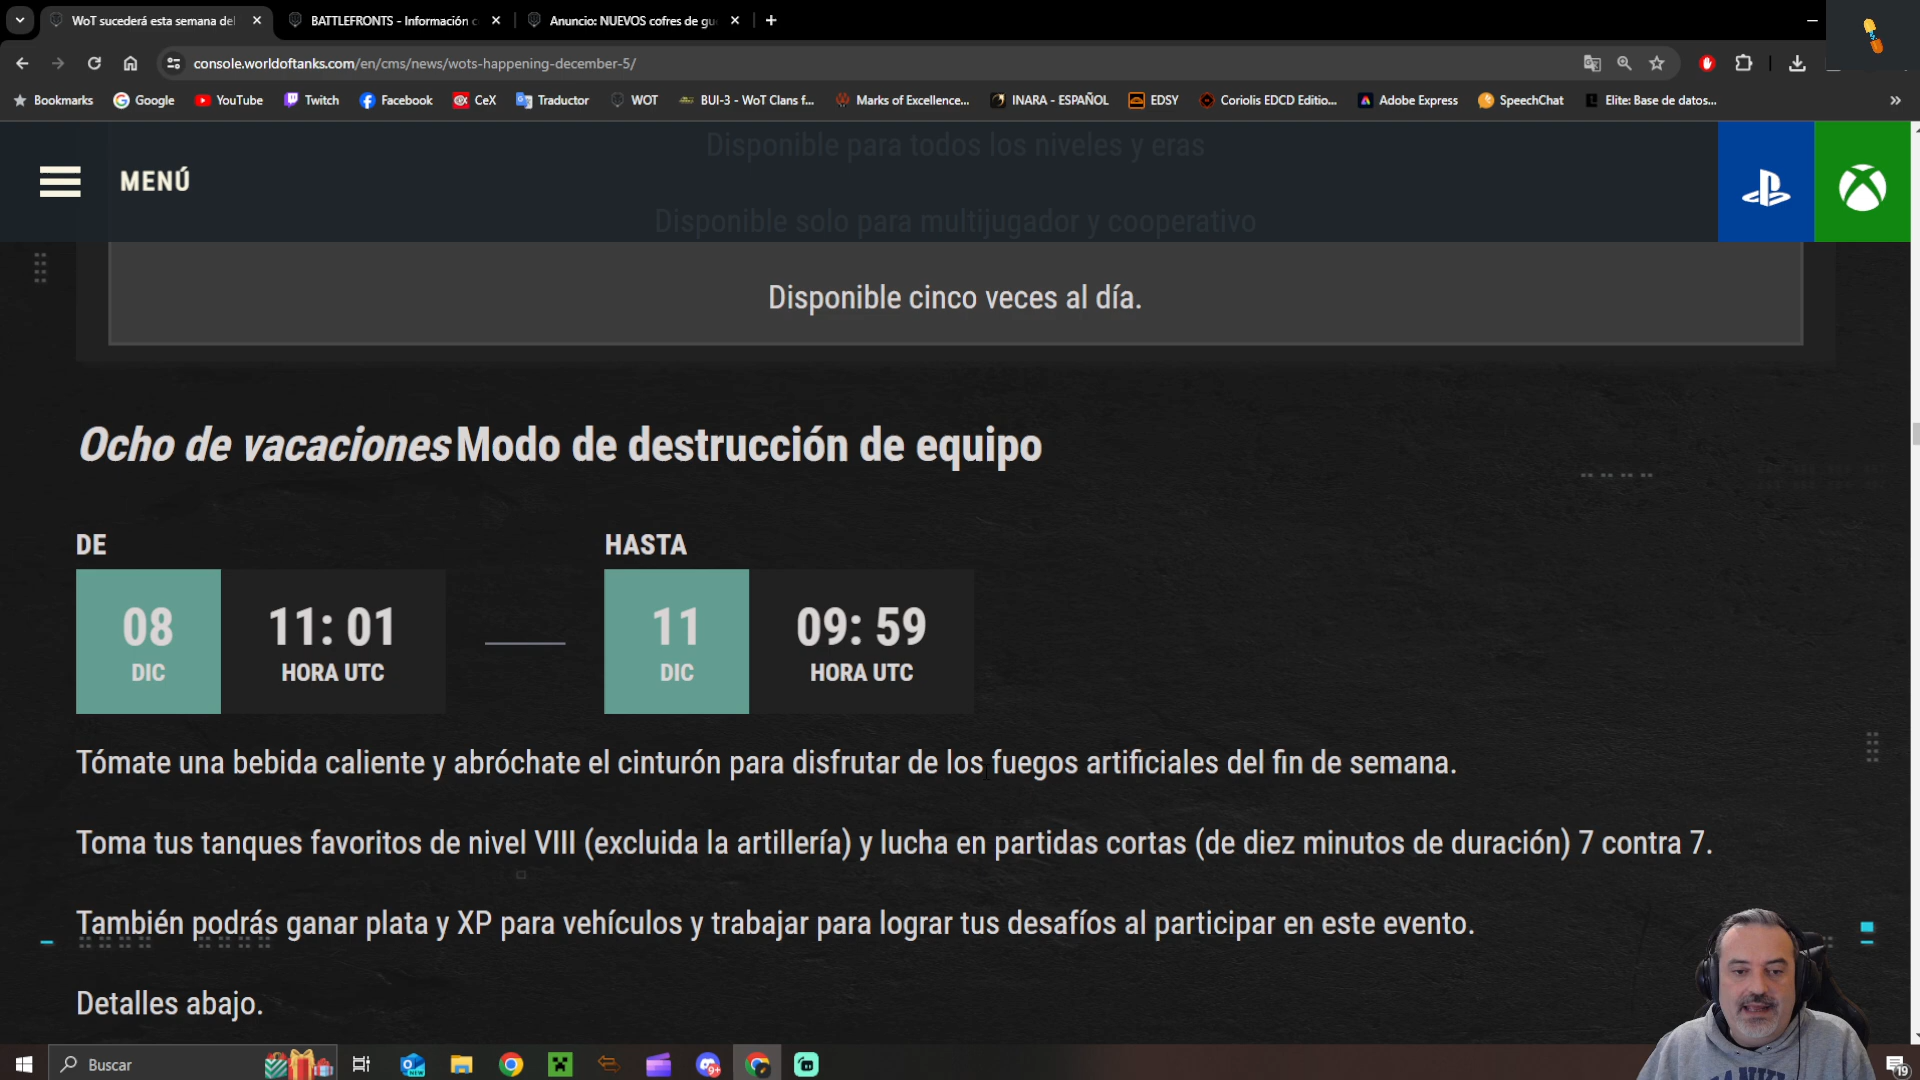 WoT sucederá esta semana del
BATTLEFRONTS - Información c
Anuncio: NUEVOS cofres de gu
console.worldoftanks.com/en/cms/news/wots-happening-december-5/
Bookmarks
Google
YouTube
Twitch
Facebook
CeX
Traductor
WOT
BUI-3 - WoT Clans f...
Marks of Excellence...
INARA - ESPAÑOL
EDSY
Coriolis EDCD Editio...
Adobe Express
SpeechChat
Elite: Base de datos...
Disponible para todos los niveles y eras
MENÚ
Disponible solo para multijugador y cooperativo
Disponible cinco veces al día.
Ocho de vacaciones Modo de destrucción de equipo
DE
HASTA
08
DIC
11: 01
HORA UTC
11
DIC
09: 59
HORA UTC
Tómate una bebida caliente y abróchate el cinturón para disfrutar de los fuegos artificiales del fin de semana.
Toma tus tanques favoritos de nivel VIII (excluida la artillería) y lucha en partidas cortas (de diez minutos de duración) 7 contra 7.
También podrás ganar plata y XP para vehículos y trabajar para lograr tus desafíos al participar en este evento.
Detalles abajo.
Buscar
NEW
9+
19